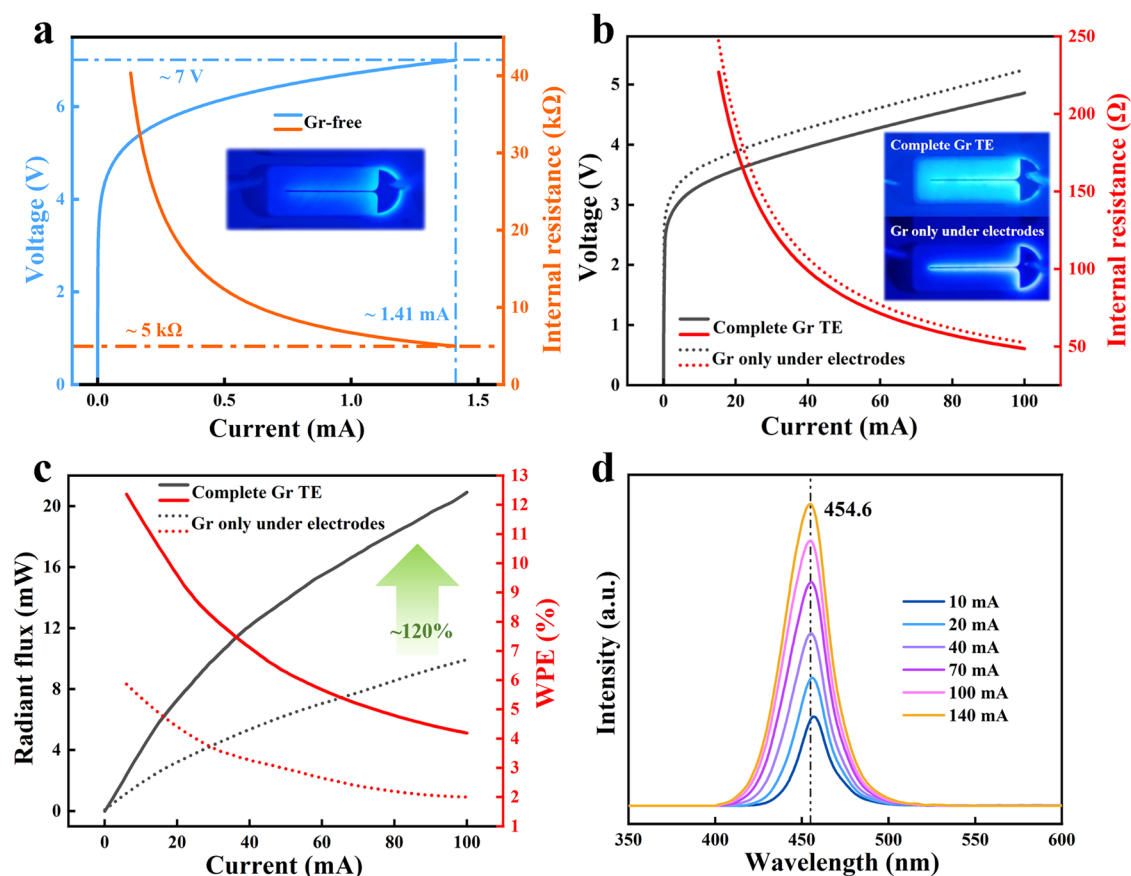 a
Voltage (V)
0
2
4
6
~ 7 V
Gr-free
~ 1.41 mA
~ 5 kΩ
0.0
0.5
1.0
1.5
Current (mA)
0
10
20
30
40
Internal resistance (kΩ)
b
Voltage (V)
0
1
2
3
4
5
Complete Gr TE
Gr only under electrodes
Complete Gr TE
Gr only under electrodes
0
20
40
60
80
100
Current (mA)
50
100
150
200
250
Internal resistance (Ω)
c
Radiant flux (mW)
0
4
8
12
16
20
Complete Gr TE
Gr only under electrodes
~120%
0
20
40
60
80
100
Current (mA)
1
2
3
4
5
6
7
8
9
10
11
12
13
WPE (%)
d
Intensity (a.u.)
454.6
10 mA
20 mA
40 mA
70 mA
100 mA
140 mA
350
400
450
500
550
600
Wavelength (nm)